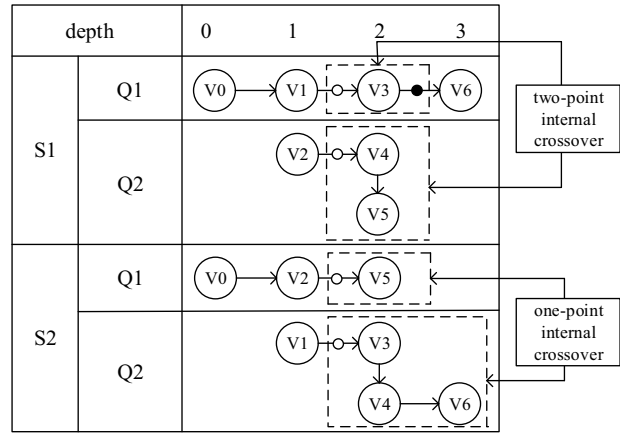 depth 0 1 2 3
S1
Q1 V0 V1 V3 V6
Q2 V2 V4
V5
S2
Q1 V0 V2 V5
Q2 V1 V3
V4 V6
two-point
internal
crossover
one-point
internal
crossover